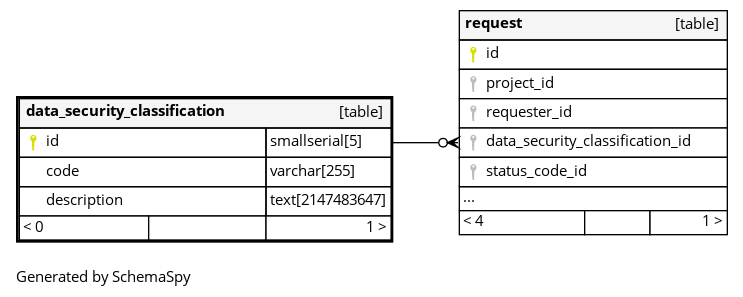 data_security_classification [table]
id smallserial[5]
code varchar[255]
description text[2147483647]
< 0 1 >
request [table]
id
project_id
requester_id
data_security_classification_id
status_code_id
...
< 4 1 >
Generated by SchemaSpy